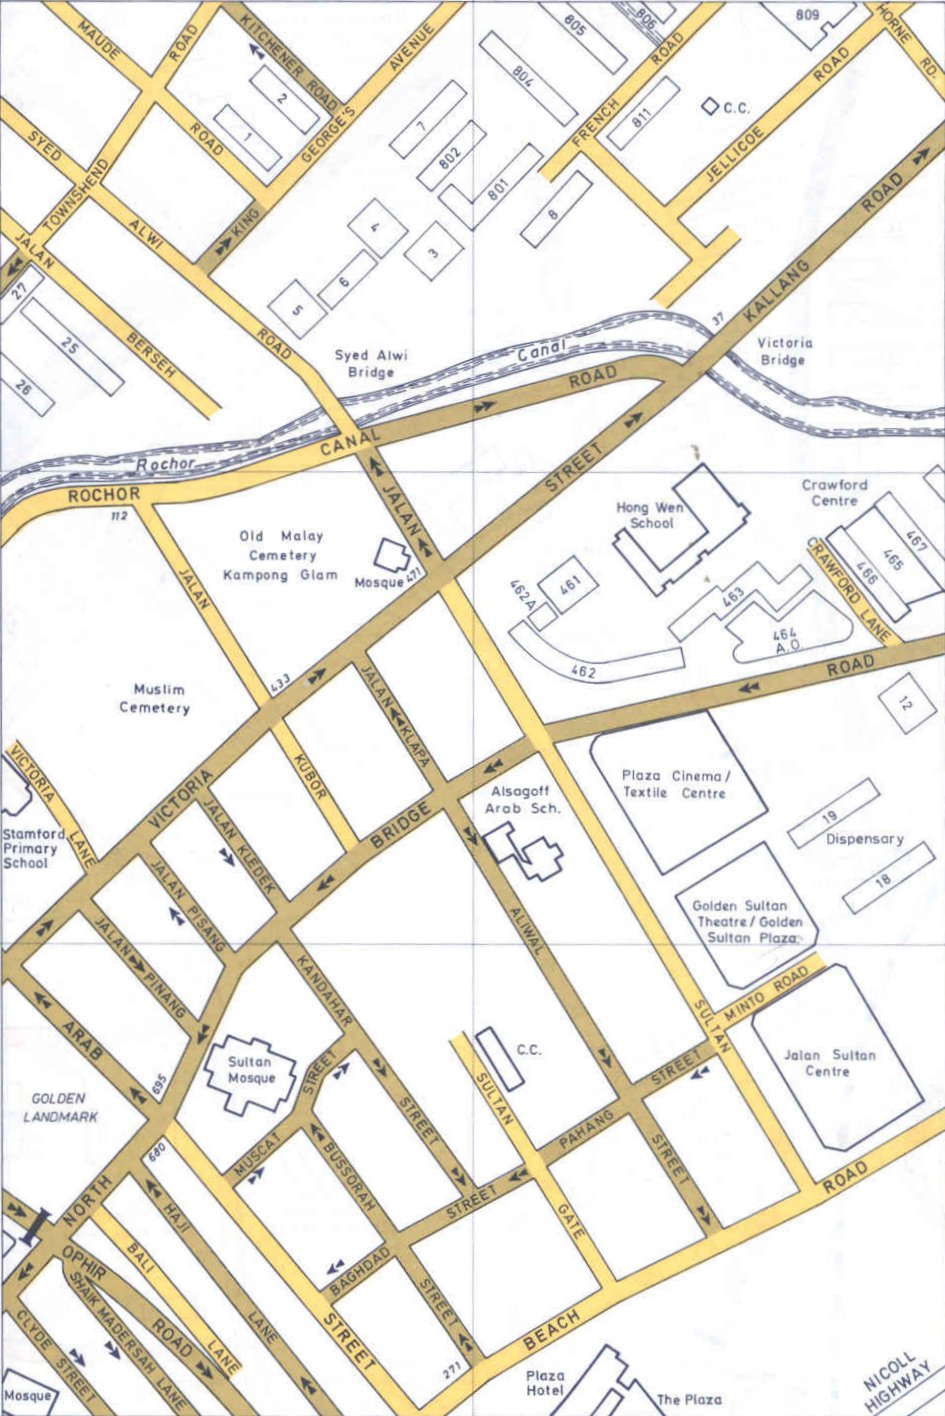 MAUDE
ROAD
KITCHENER ROAD
KING GEORGE'S AVENUE
805
806
809
HORNE RD.
2
1
7
804
FRENCH ROAD
811
C.C.
JELLICOE ROAD
SYED ALWI ROAD
TOWNSHEND ROAD
802
801
8
4
3
6
5
JALAN BERSEH
27
25
26
KALLANG ROAD
37
Victoria
Bridge
Syed Alwi
Bridge
Rochor Canal
ROCHOR CANAL ROAD
112
Old Malay
Cemetery
Kampong Glam
Mosque
471
JALAN SULTAN
VICTORIA STREET
Hong Wen
School
Crawford
Centre
467
465
466
CRAWFORD LANE
461
462A
462
463
464
A.O.
12
JALAN KUBOR
433
Muslim
Cemetery
JALAN KLAPA
NORTH BRIDGE ROAD
VICTORIA LANE
Stamford
Primary
School
JALAN KLEDEK
JALAN PISANG
JALAN PINANG
Alsagoff
Arab Sch.
Plaza Cinema/
Textile Centre
19
Dispensary
18
Golden Sultan
Theatre/Golden
Sultan Plaza
MINTO ROAD
Jalan Sultan
Centre
ALIWAL STREET
KANDAHAR STREET
ARAB STREET
GOLDEN
LANDMARK
695
680
Sultan
Mosque
C.C.
SULTAN GATE
MUSCAT STREET
BUSSORAH STREET
BAGHDAD STREET
PAHANG STREET
HAJI LANE
BALI LANE
OPHIR ROAD
SHAIK MADERSAH LANE
CLYDE STREET
Mosque
BEACH ROAD
271
Plaza
Hotel
The Plaza
NICOLL
HIGHWAY